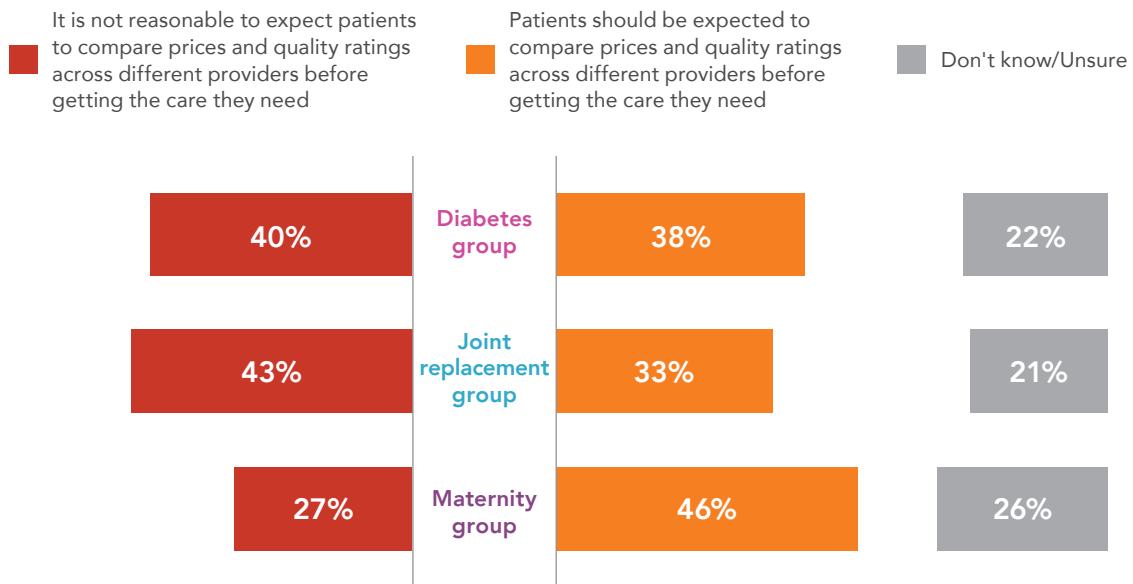 It is not reasonable to expect patients
to compare prices and quality ratings
across different providers before
getting the care they need
Patients should be expected to
compare prices and quality ratings
across different providers before
getting the care they need
Don't know/Unsure
40%
Diabetes
group
38%
22%
43%
Joint
replacement
group
33%
21%
27%
Maternity
group
46%
26%